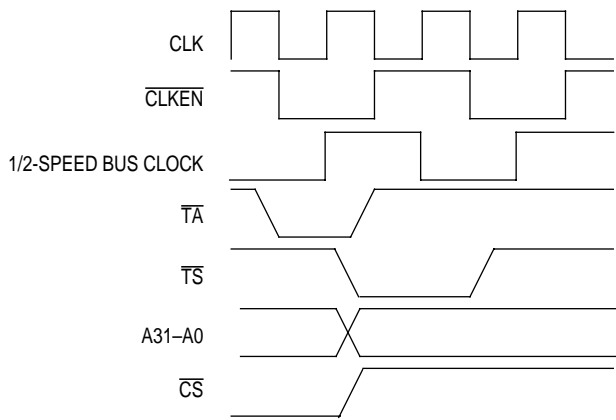 CLK
CLKEN
1/2-SPEED BUS CLOCK
TA
TS
A31–A0
CS